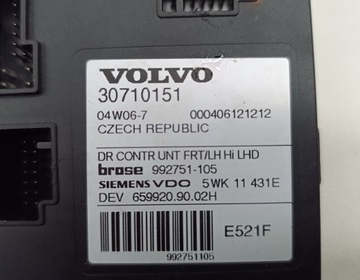 VOLVO
30710151
04W06-7 000406121212
CZECH REPUBLIC
DR CONTR UNT FRT/LH Hi LHD
brose 992751-105
SIEMENS VDO 5WK 11 431E
DEV 659920.90.02H
E521F
992751105